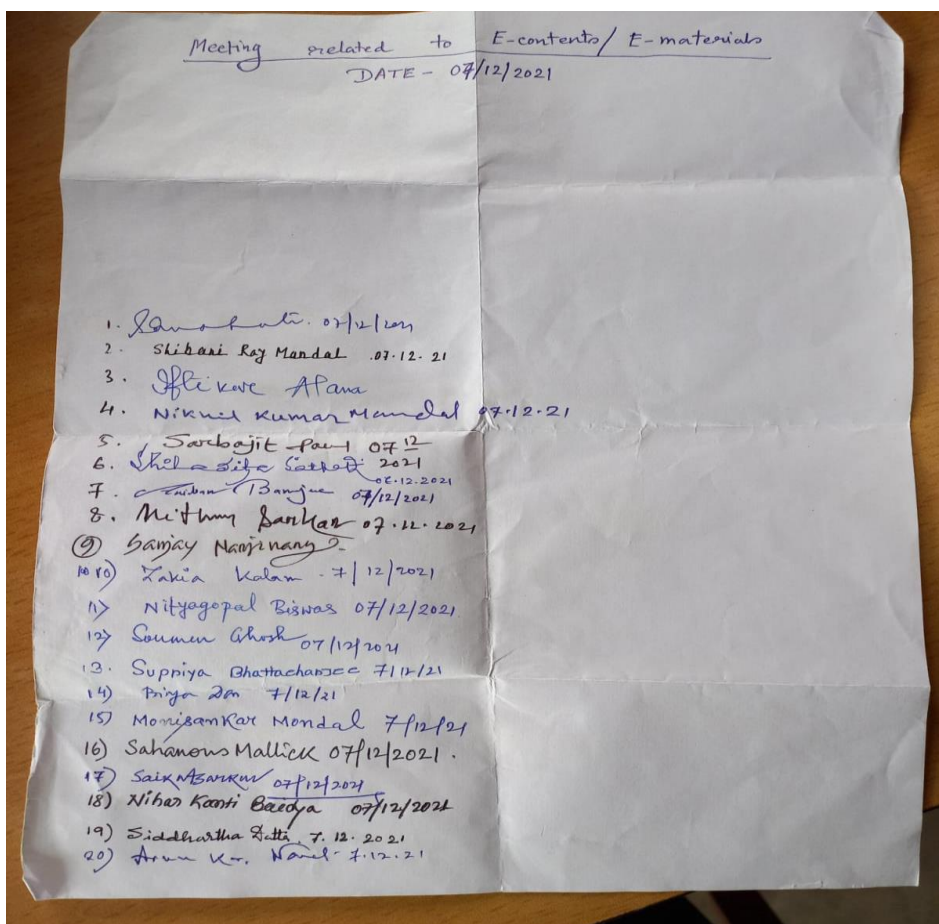 Meeting related to E-contents/ E-materials
DATE - 07/12/2021
1. 07/12/2021
2. Shibani Ray Mandal .07.12.21
3.
4. Nikhil Kumar Mandal 07.12.21
5. Sarbajit Paul 07 12
6. 2021
06.12.2021
7. Banerjee 07/12/2021
8. Mithun Sarkar 07.12.2021
9 Sanjay
10) Zakia Kalam - 7/12/2021
11) Nityagopal Biswas 07/12/2021
12) Soumen Ghosh 07/12/2021
13. Suppiya Bhattacharjee 7/12/21
14) 7/12/21
15) Monisankar Mondal 7/12/21
16) Sahanous Mallick 07/12/2021.
17) 07/12/2021
18) Nihar Kanti Baidya 07/12/2021
19) Siddhartha Datta 7.12.2021
20) Arun Kr. 7.12.21